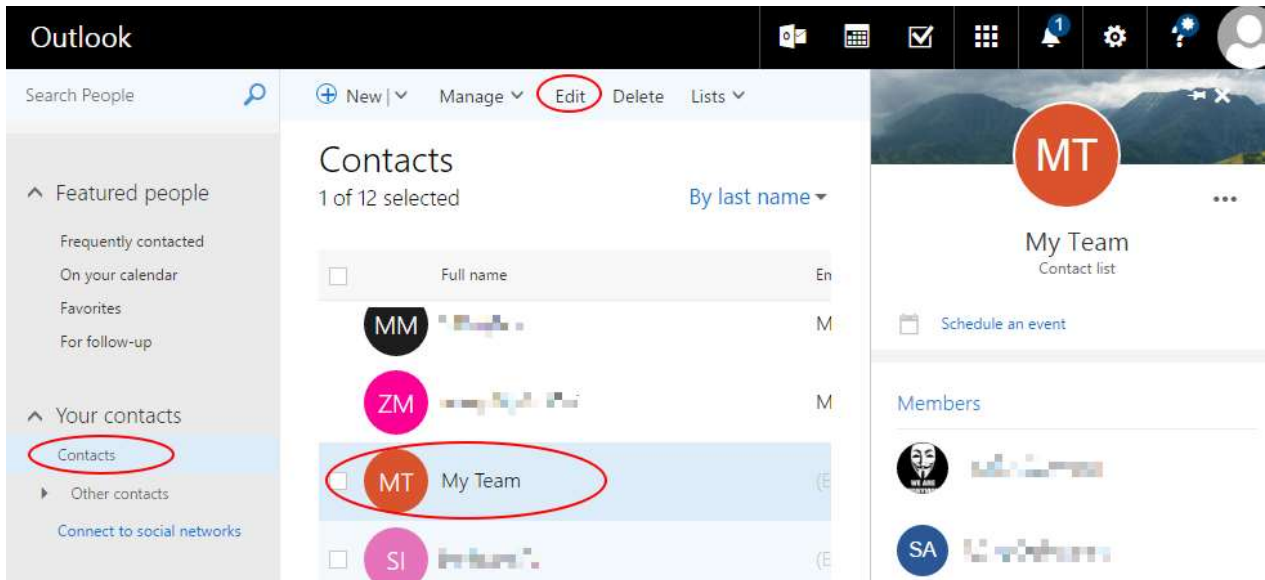 Outlook
1
Search People
New
Manage
Edit
Delete
Lists
Featured people
Frequently contacted
On your calendar
Favorites
For follow-up
Your contacts
Contacts
Other contacts
Connect to social networks
Contacts
1 of 12 selected
By last name
Full name
En
MM
M
ZM
M
MT My Team
(E
SI
(E
MT
My Team
Contact list
Schedule an event
Members
WE ARE
SA